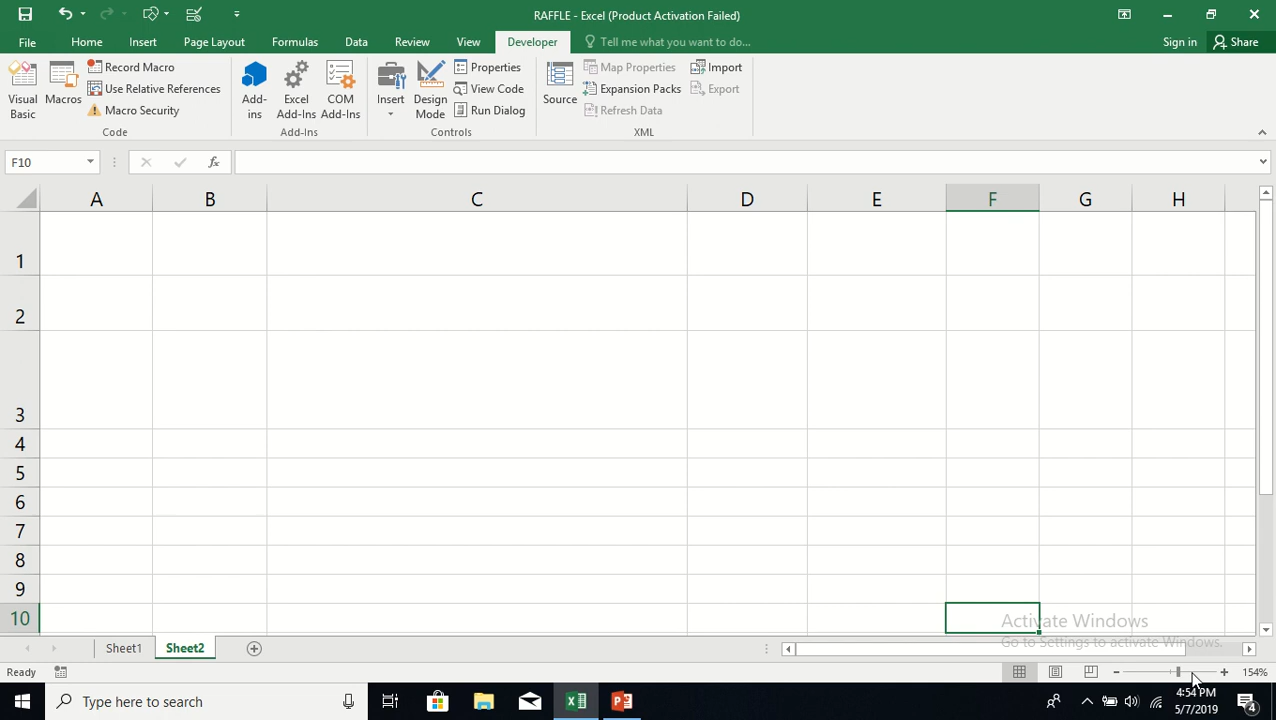 RAFFLE - Excel (Product Activation Failed)
File Home Insert Page Layout Formulas Data Review View Developer Tell me what you want to do... Sign in Share
Visual Basic
Macros
Record Macro
Use Relative References
Macro Security
Code
Add-ins
Excel Add-Ins
COM Add-Ins
Add-Ins
Insert
Design Mode
Properties
View Code
Run Dialog
Controls
Source
Map Properties
Expansion Packs
Refresh Data
Import
Export
XML
F10 fx
A B C D E F G H
1
2
3
4
5
6
7
8
9
10
Activate Windows
Go to Settings to activate Windows.
Sheet1 Sheet2
Ready 154%
Type here to search
4:54 PM
5/7/2019
4